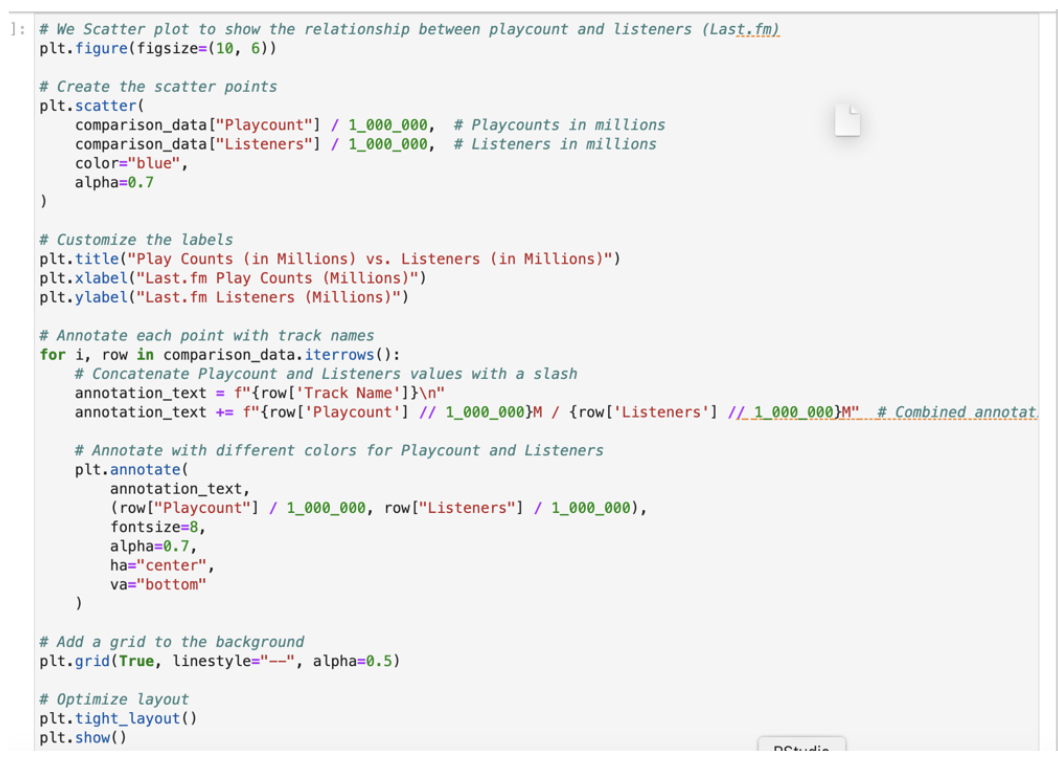 ]: # We Scatter plot to show the relationship between playcount and listeners (Last.fm)
plt.figure(figsize=(10, 6))
# Create the scatter points
plt.scatter(
    comparison_data["Playcount"] / 1_000_000,  # Playcounts in millions
    comparison_data["Listeners"] / 1_000_000,  # Listeners in millions
    color="blue",
    alpha=0.7
)
# Customize the labels
plt.title("Play Counts (in Millions) vs. Listeners (in Millions)")
plt.xlabel("Last.fm Play Counts (Millions)")
plt.ylabel("Last.fm Listeners (Millions)")
# Annotate each point with track names
for i, row in comparison_data.iterrows():
    # Concatenate Playcount and Listeners values with a slash
    annotation_text = f"{row['Track Name']}\n"
    annotation_text += f"{row['Playcount'] // 1_000_000}M / {row['Listeners'] // 1_000_000}M"  # Combined annotat
    # Annotate with different colors for Playcount and Listeners
    plt.annotate(
        annotation_text,
        (row["Playcount"] / 1_000_000, row["Listeners"] / 1_000_000),
        fontsize=8,
        alpha=0.7,
        ha="center",
        va="bottom"
    )
# Add a grid to the background
plt.grid(True, linestyle="--", alpha=0.5)
# Optimize layout
plt.tight_layout()
plt.show()